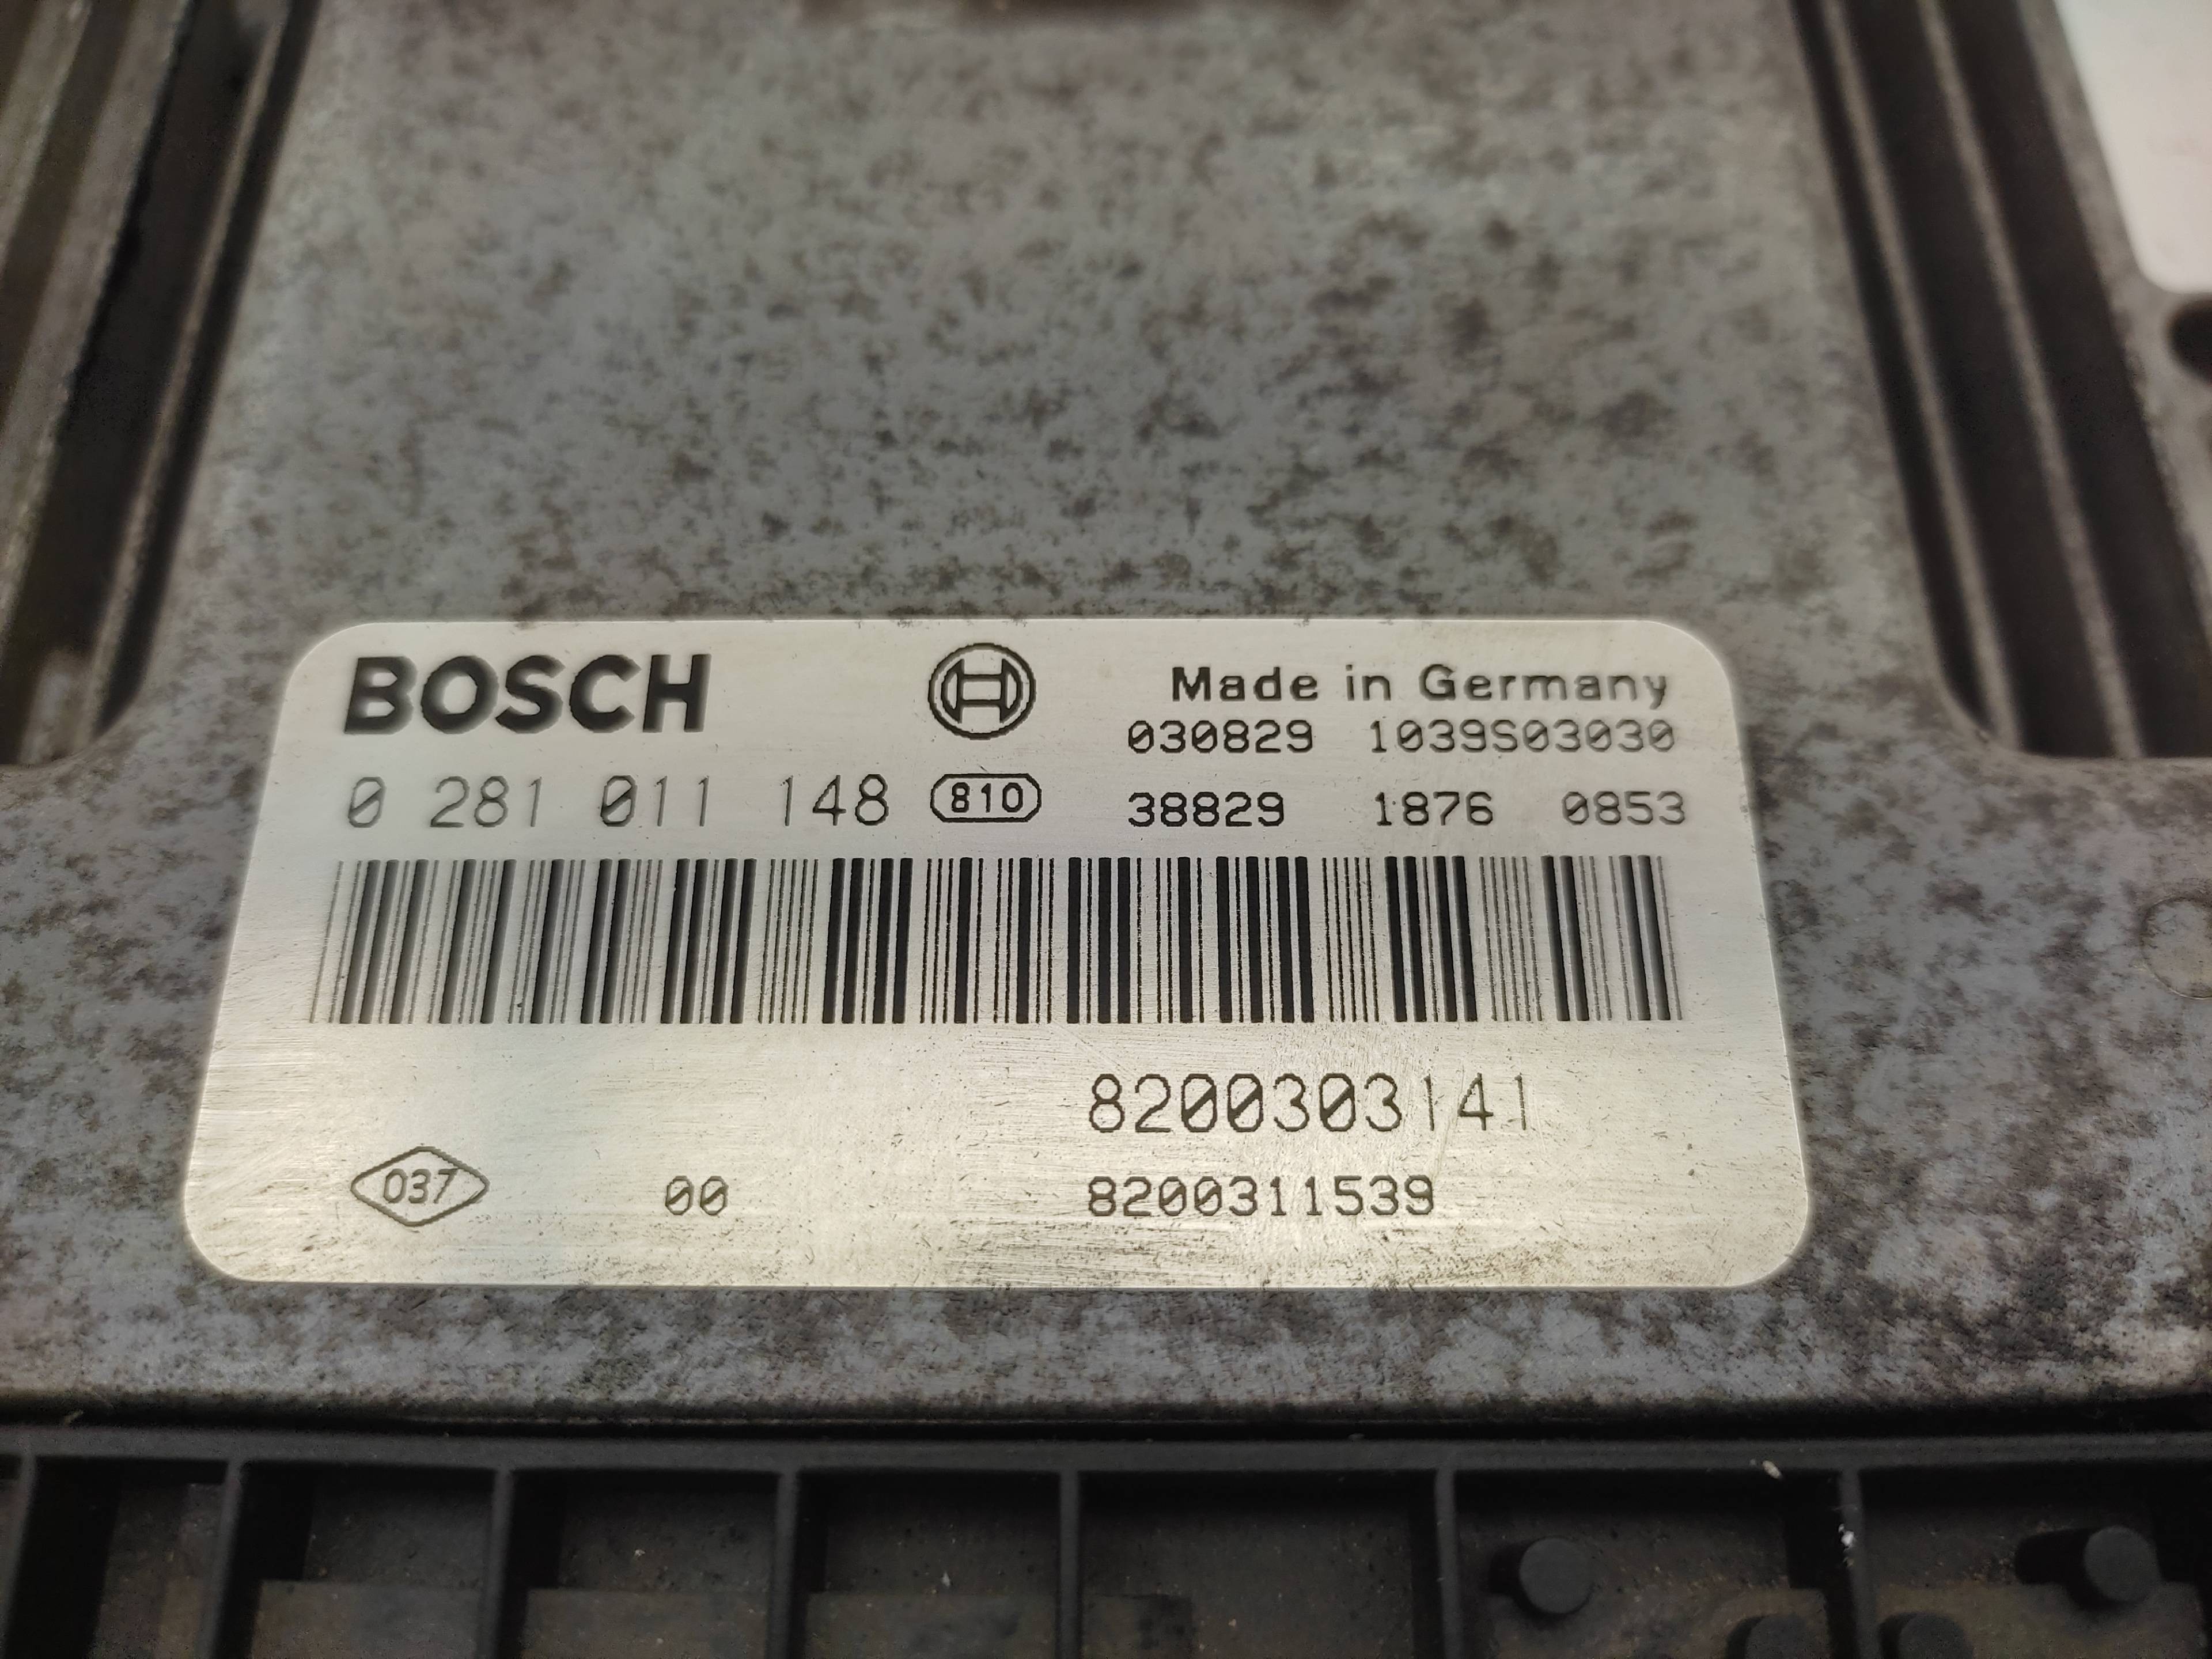 BOSCH Made in Germany
030829 1039S03030
0 281 011 148 810 38829 1876 0853
8200303141
037 00 8200311539